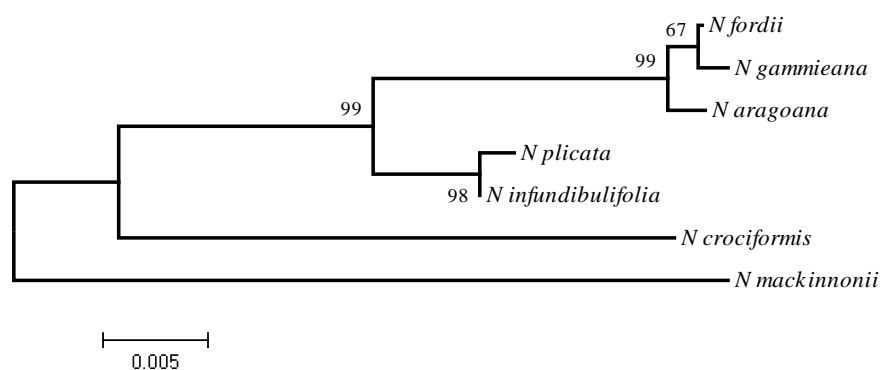 67
N fordii
99
N gammieana
99
N aragoana
N plicata
98
N infundibulifolia
N crociformis
N mackinnonii
0.005